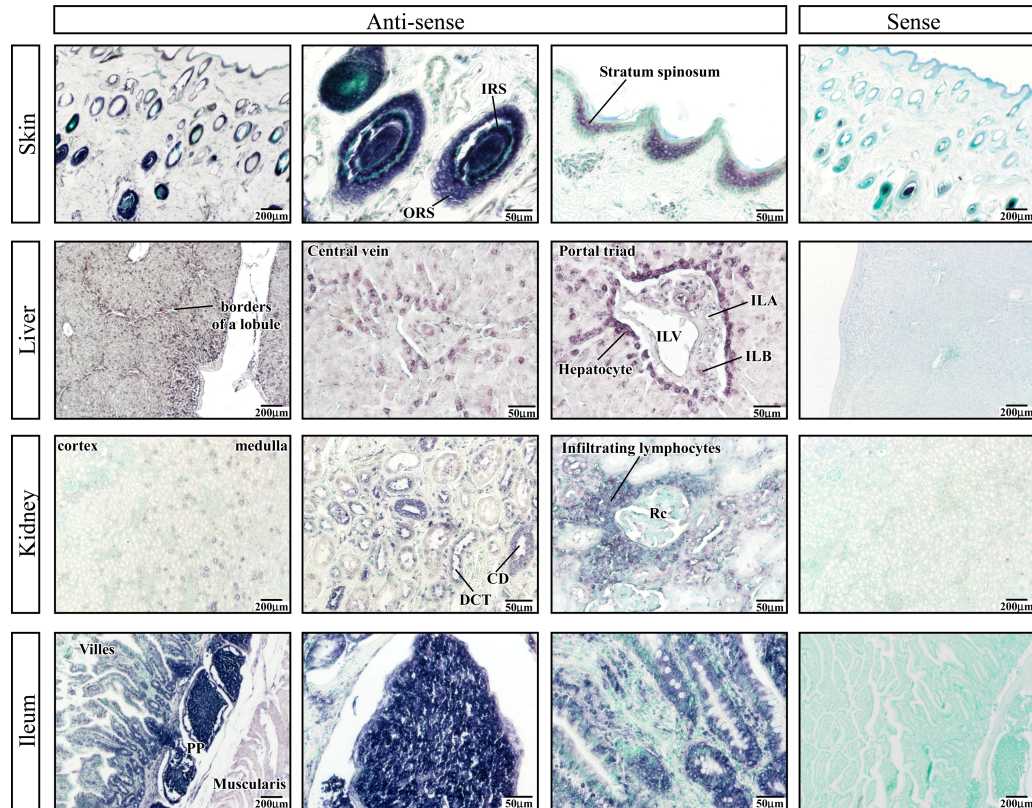 Anti-sense
Sense
Skin
200µm
IRS
ORS
50µm
Stratum spinosum
50µm
200µm
Liver
borders
of a lobule
200µm
Central vein
50µm
Portal triad
ILA
ILV
Hepatocyte
ILB
50µm
200µm
Kidney
cortex
medulla
200µm
CD
DCT
50µm
Infiltrating lymphocytes
Rc
50µm
200µm
Ileum
Villes
PP
Muscularis
200µm
50µm
50µm
200µm